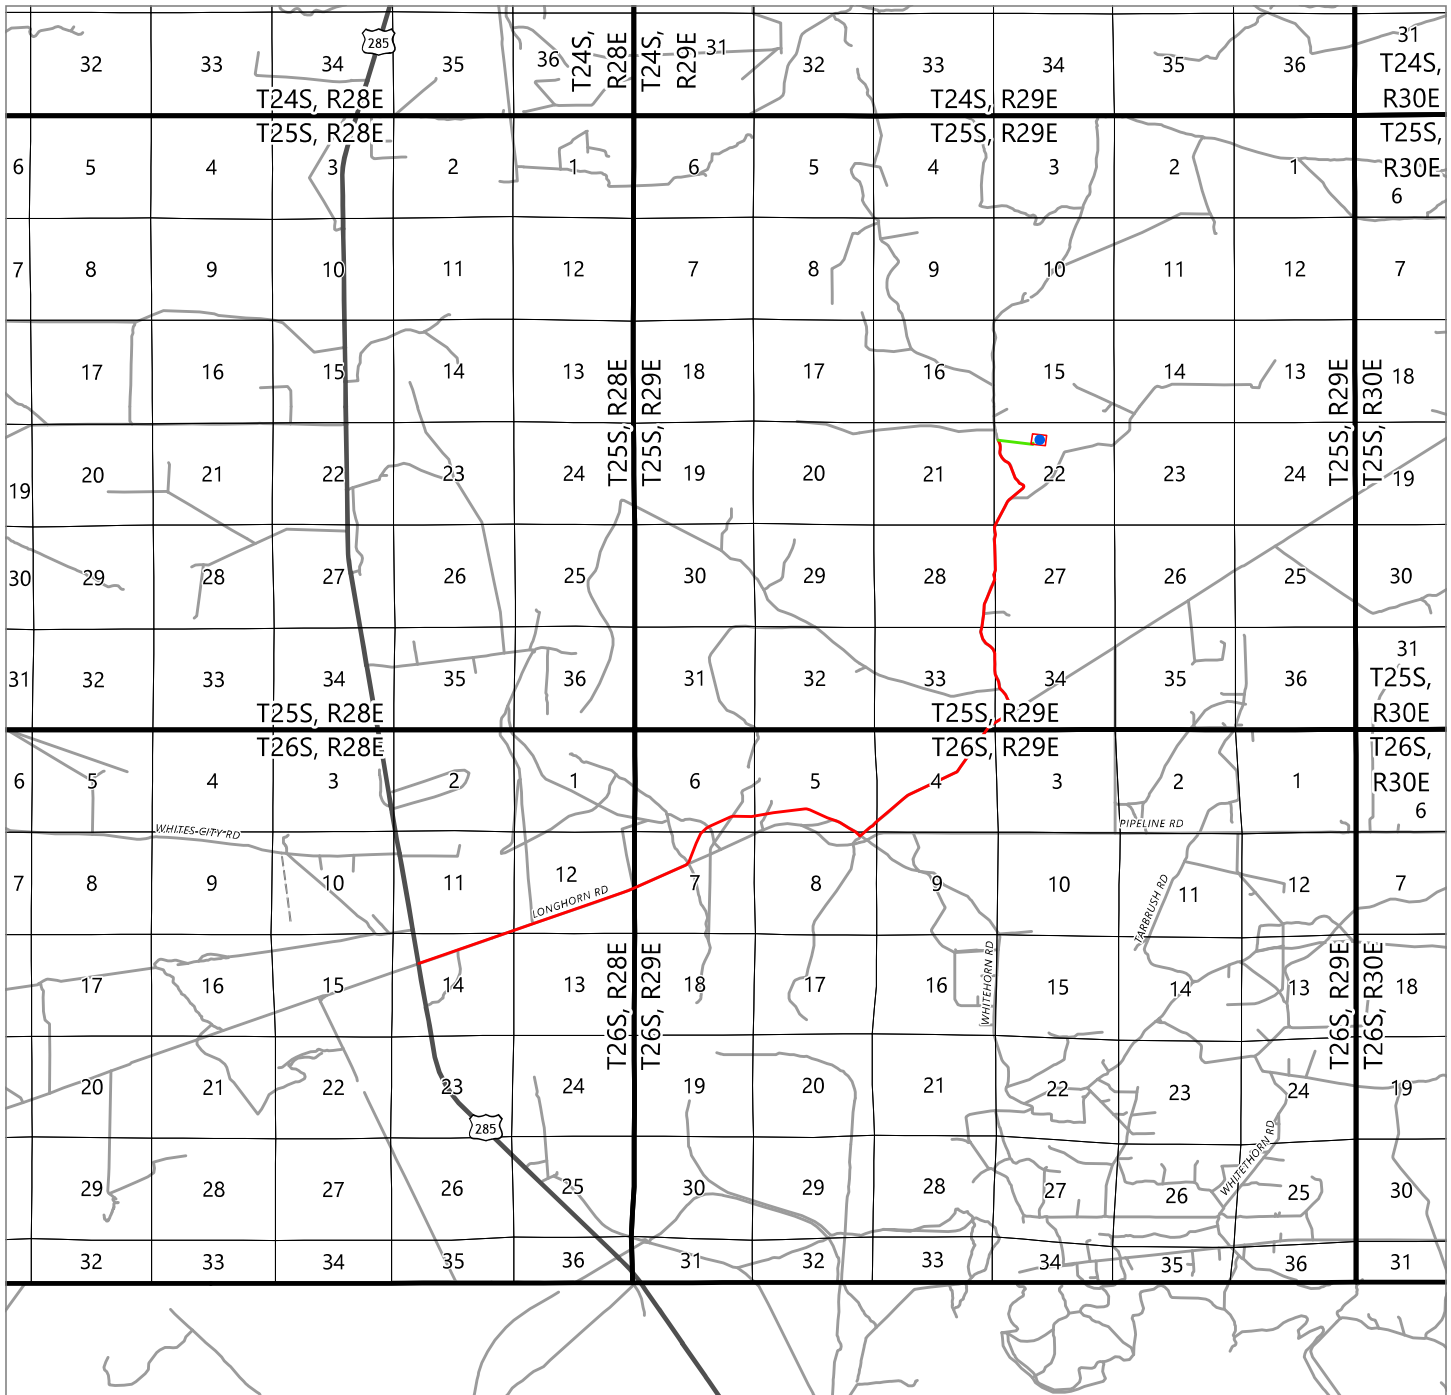 285
32 33 34 35 36 T24S, R28E T24S, R29E 31 32 33 34 35 36 31
T24S, R30E
T24S, R28E T24S, R29E
T25S, R28E T25S, R29E T25S, R30E
6 5 4 3 2 1 6 5 4 3 2 1 6
7 8 9 10 11 12 7 8 9 10 11 12 7
17 16 15 14 13 18 17 16 15 14 13 18
T25S, R28E T25S, R29E T25S, R29E T25S, R30E
19 20 21 22 23 24 19 20 21 22 23 24 19
30 29 28 27 26 25 30 29 28 27 26 25 30
31 32 33 34 35 36 31 32 33 34 35 36 31
T25S, R28E T25S, R29E T25S, R30E
T26S, R28E T26S, R29E T26S, R30E
6 5 4 3 2 1 6 5 4 3 2 1 6
WHITES-CITY-RD PIPELINE RD
7 8 9 10 11 12 7 8 9 10 11 12 7
LONGHORN RD TARBRUSH RD
17 16 15 14 13 18 17 16 15 14 13 18
WHITEHORN RD
T26S, R28E T26S, R29E T26S, R29E T26S, R30E
20 21 22 23 24 19 20 21 22 23 24 19
285
WHITETHORN RD
29 28 27 26 25 30 29 28 27 26 25 30
32 33 34 35 36 31 32 33 34 35 36 31